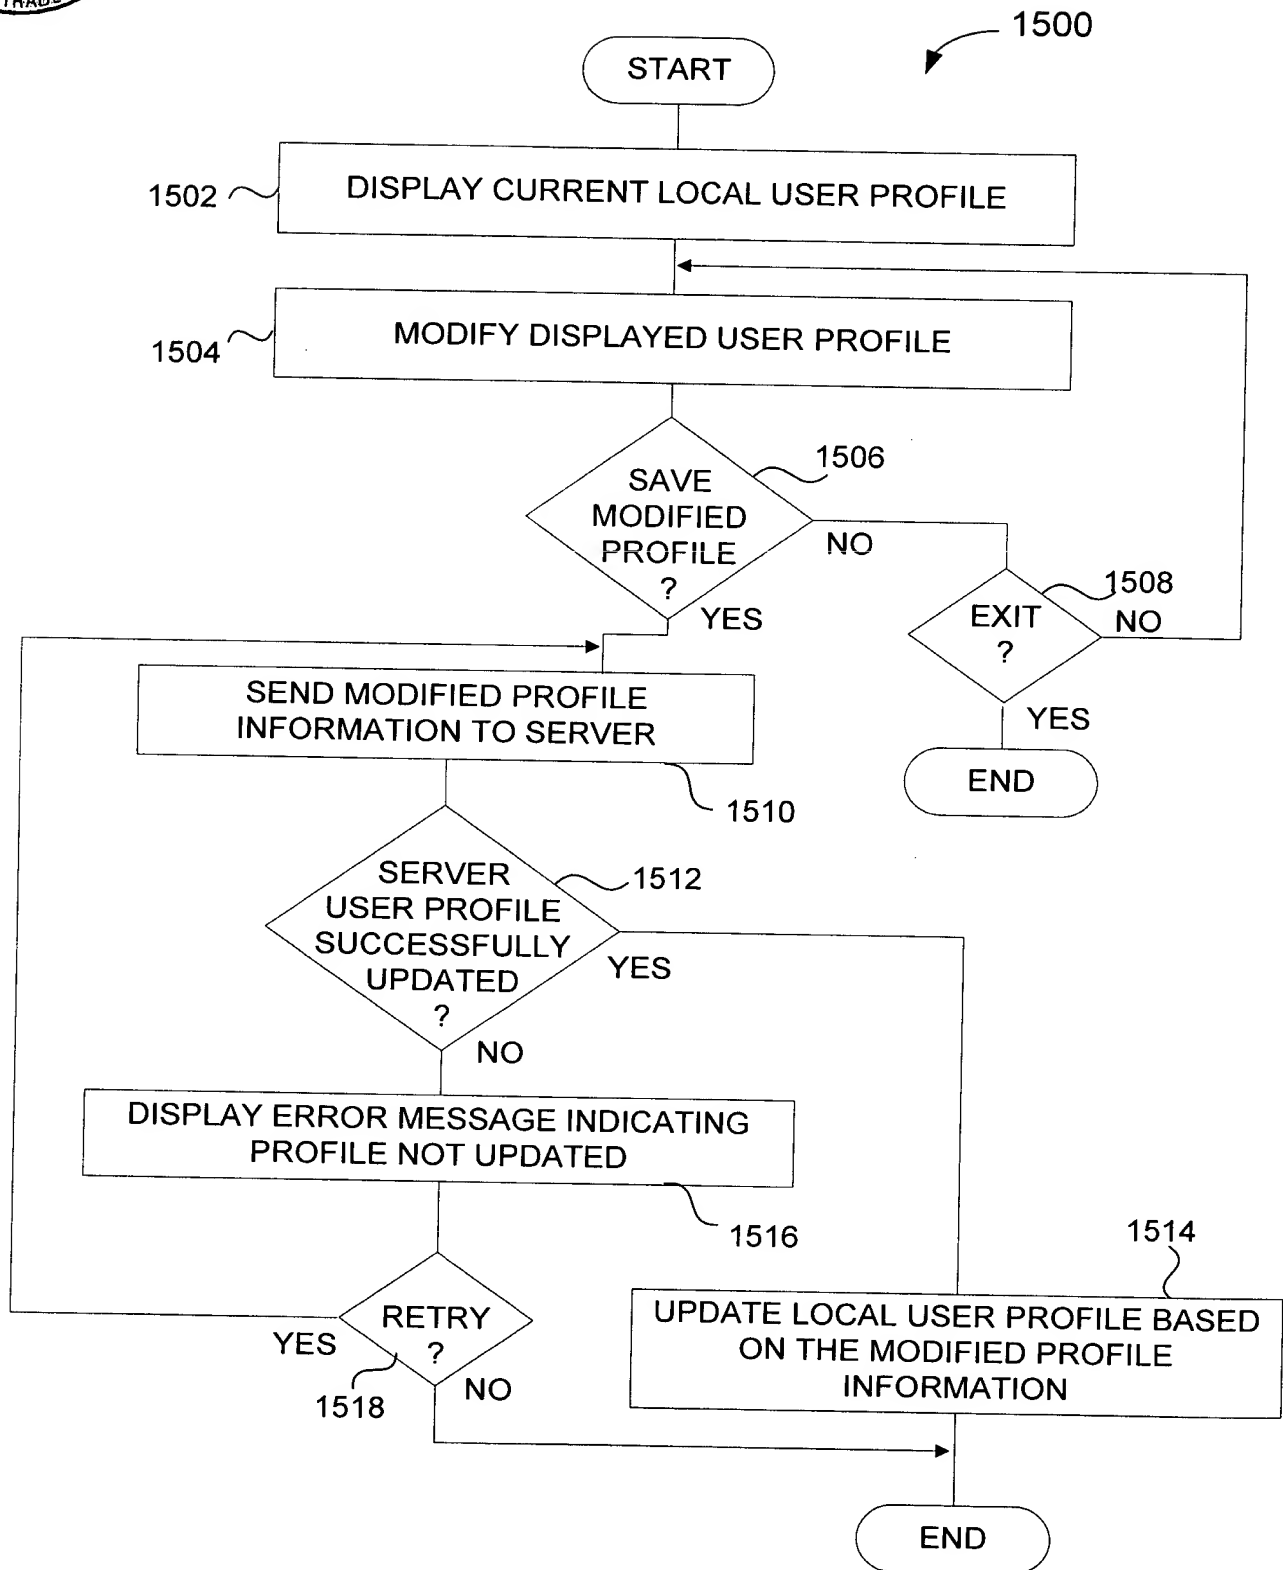 TRAD
1500
START
1502
DISPLAY CURRENT LOCAL USER PROFILE
1504
MODIFY DISPLAYED USER PROFILE
1506
SAVE
MODIFIED
PROFILE
?
NO
YES
1508
EXIT
?
NO
YES
END
SEND MODIFIED PROFILE
INFORMATION TO SERVER
1510
SERVER
USER PROFILE
SUCCESSFULLY
UPDATED
?
1512
YES
NO
DISPLAY ERROR MESSAGE INDICATING
PROFILE NOT UPDATED
1516
RETRY
?
YES
NO
1518
1514
UPDATE LOCAL USER PROFILE BASED
ON THE MODIFIED PROFILE
INFORMATION
END